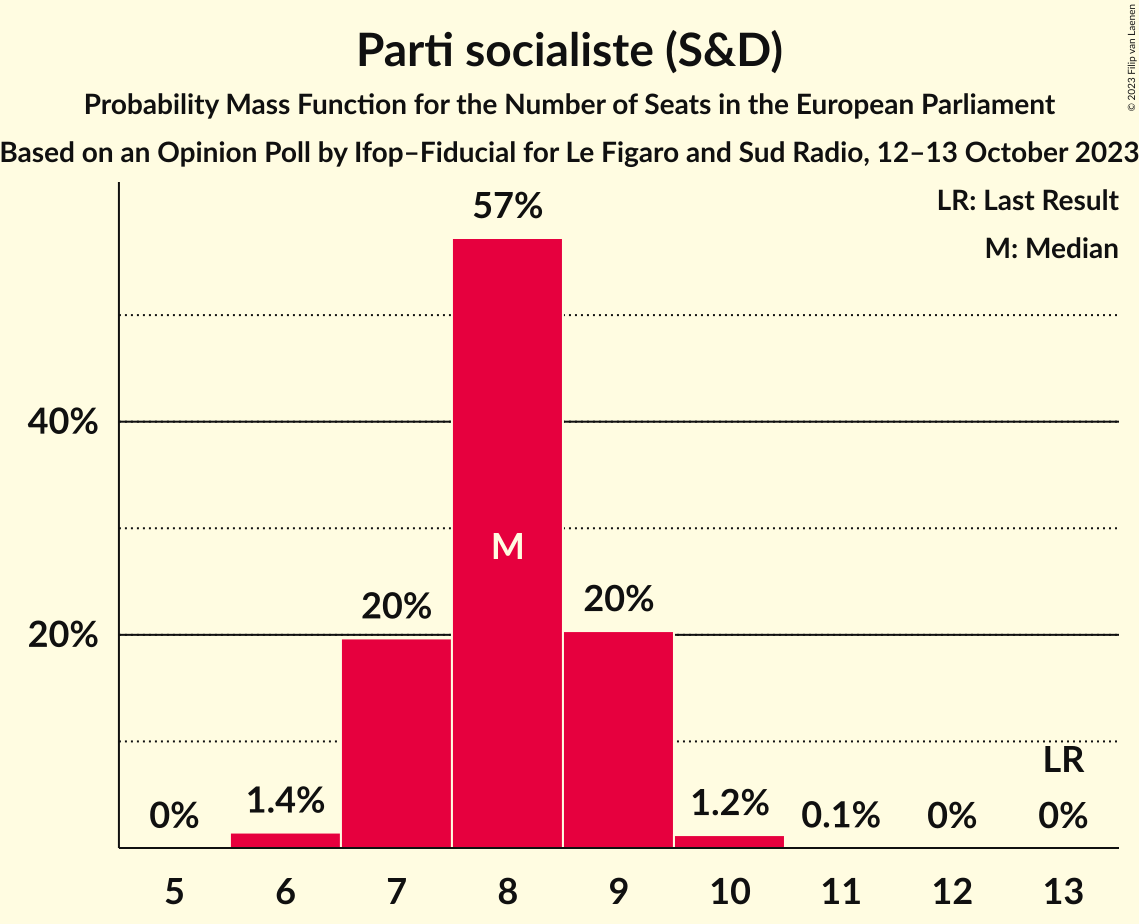 Parti socialiste (S&D)
Probability Mass Function for the Number of Seats in the European Parliament
Based on an Opinion Poll by Ifop–Fiducial for Le Figaro and Sud Radio, 12–13 October 2023
© 2023 Filip van Laenen
LR: Last Result
M: Median
57%
40%
M
20%
20%
20%
LR
0%
1.4%
1.2%
0.1%
0%
0%
5 6 7 8 9 10 11 12 13